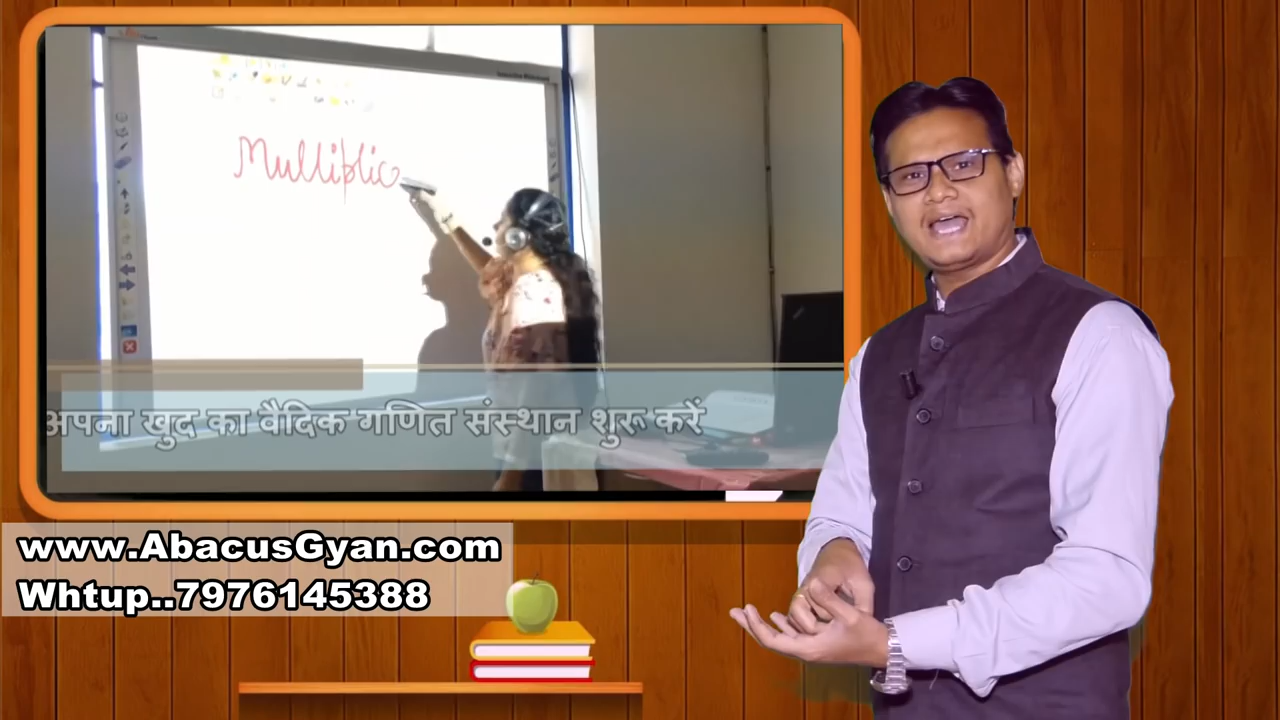 Mulliplic
अपना खुद का वैदिक गणित संस्थान शुरू करें
www.AbacusGyan.com
Whtup..7976145388